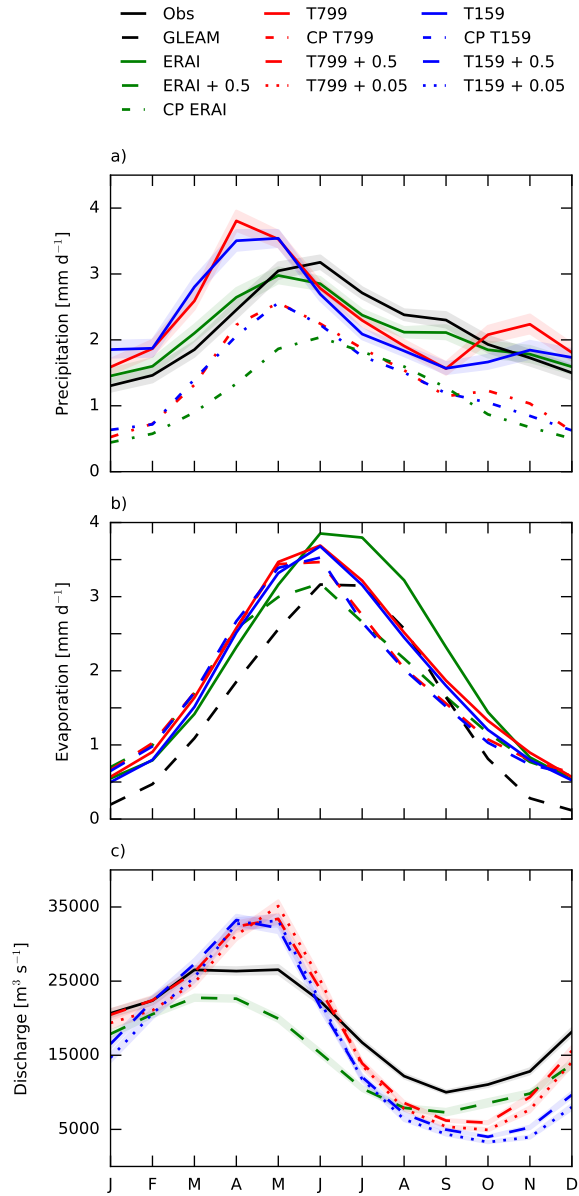 Obs T799 T159
GLEAM CP T799 CP T159
ERAI T799 + 0.5 T159 + 0.5
ERAI + 0.5 T799 + 0.05 T159 + 0.05
CP ERAI
a)
4
3
2
1
0
Precipitation [mm d⁻¹]
b)
4
3
2
1
0
Evaporation [mm d⁻¹]
c)
35000
25000
15000
5000
Discharge [m³ s⁻¹]
J F M A M J J A S O N D